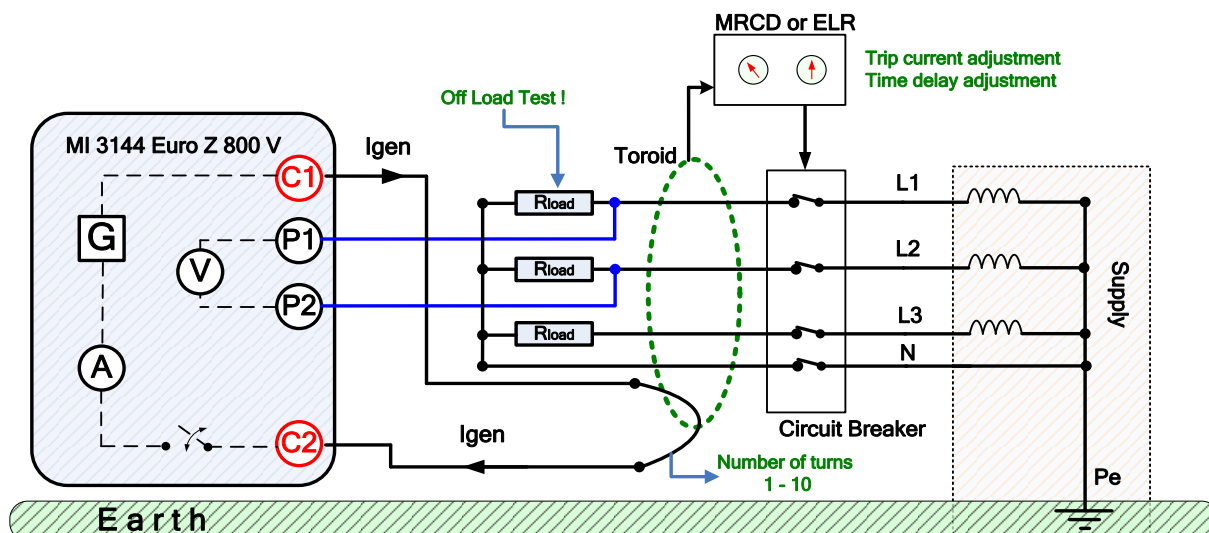 MRCD or ELR
Trip current adjustment
Time delay adjustment
Off Load Test !
MI 3144 Euro Z 800 V
Igen
Toroid
C1
L1
Rload
G
P1
V
L2
Rload
P2
Supply
L3
Rload
N
A
C2
Igen
Circuit Breaker
Number of turns
1 - 10
Pe
Earth